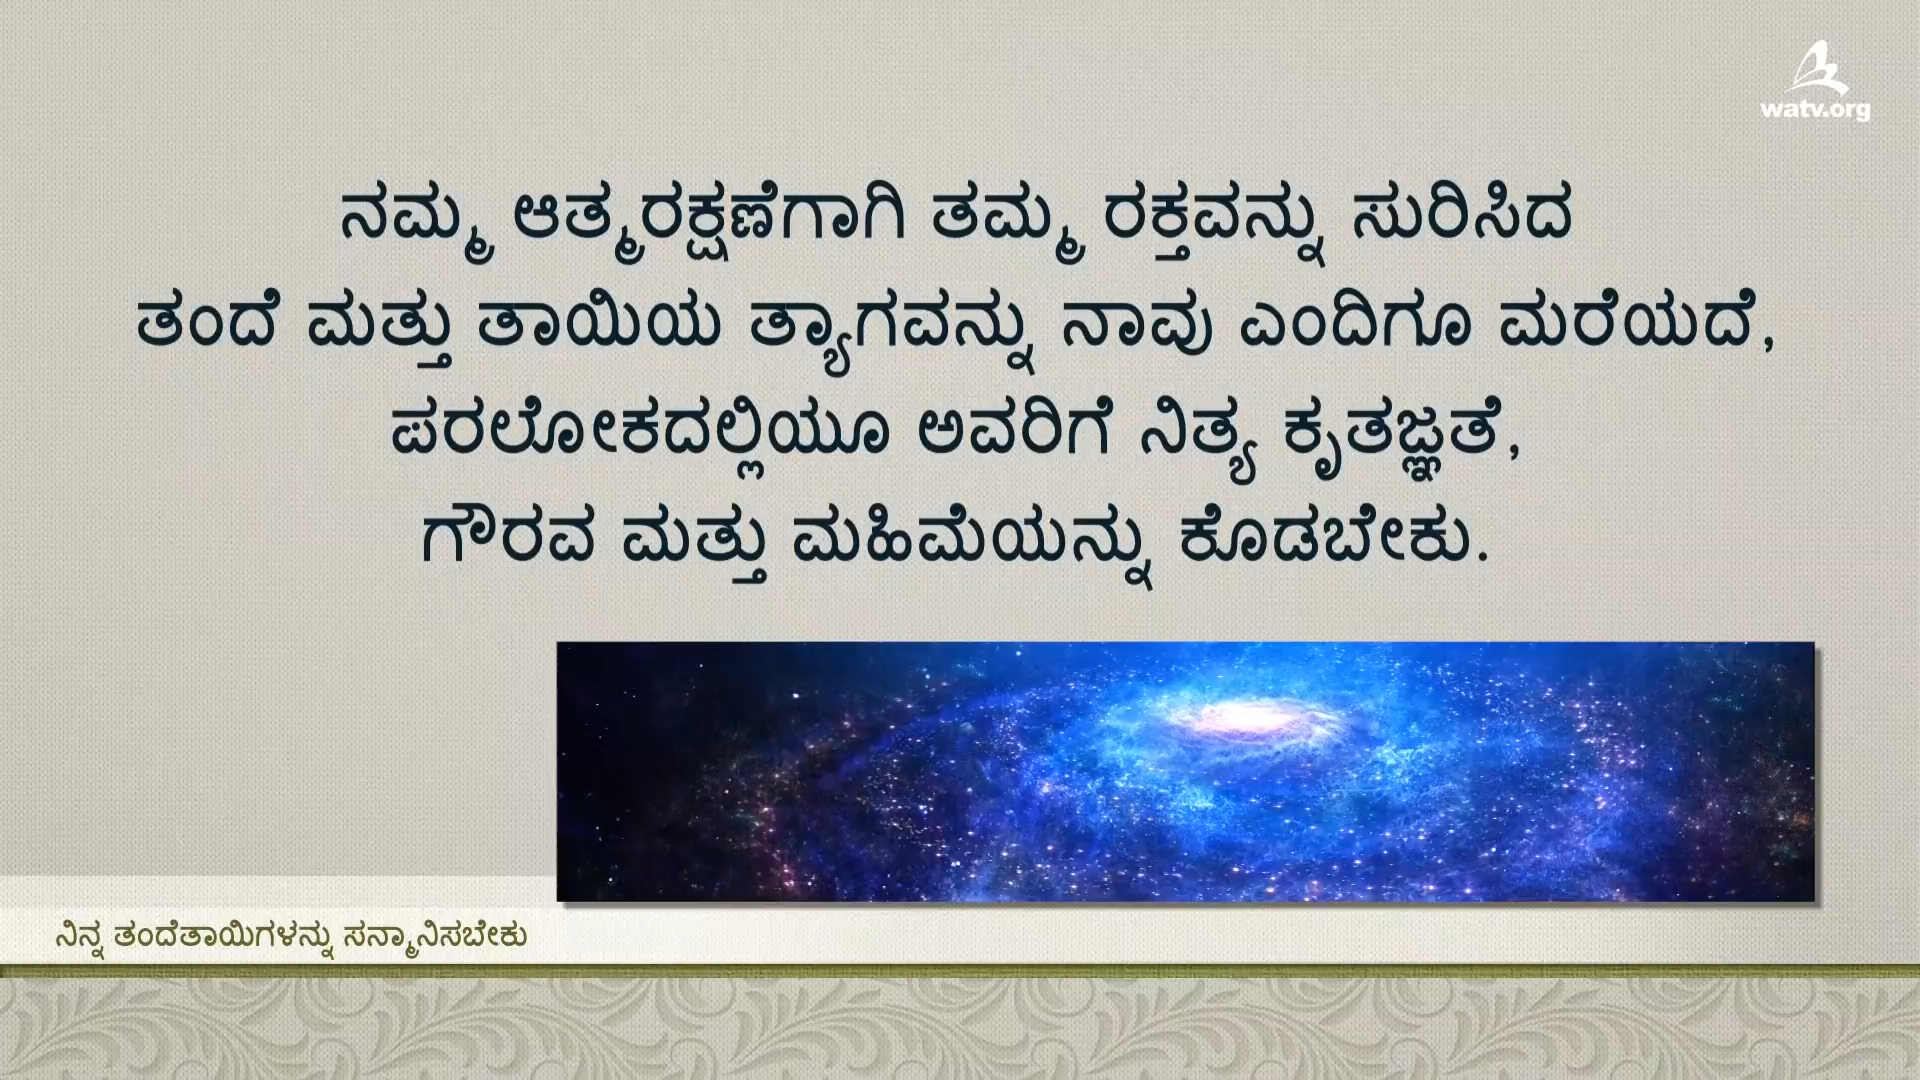 watv.org
ನಮ್ಮ ಆತ್ಮರಕ್ಷಣೆಗಾಗಿ ತಮ್ಮ ರಕ್ತವನ್ನು ಸುರಿಸಿದ
ತಂದೆ ಮತ್ತು ತಾಯಿಯ ತ್ಯಾಗವನ್ನು ನಾವು ಎಂದಿಗೂ ಮರೆಯದೆ,
ಪರಲೋಕದಲ್ಲಿಯೂ ಅವರಿಗೆ ನಿತ್ಯ ಕೃತಜ್ಞತೆ,
ಗೌರವ ಮತ್ತು ಮಹಿಮೆಯನ್ನು ಕೊಡಬೇಕು.
ನಿನ್ನ ತಂದೆತಾಯಿಗಳನ್ನು ಸನ್ಮಾನಿಸಬೇಕು